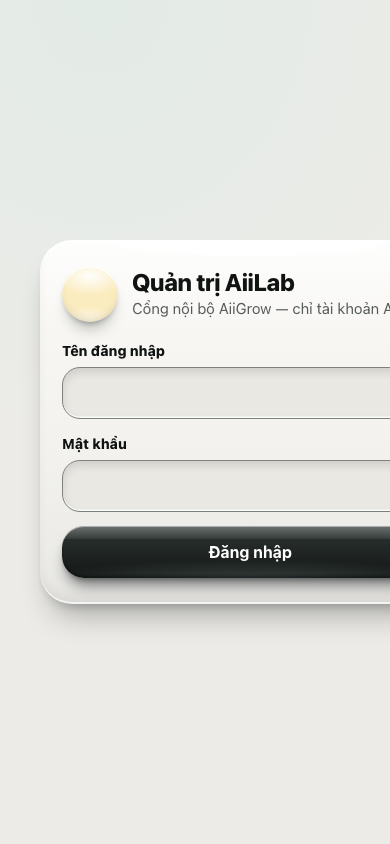 Quản trị AiiLab
Cổng nội bộ AiiGrow — chỉ tài khoản A
Tên đăng nhập
Mật khẩu
Đăng nhập